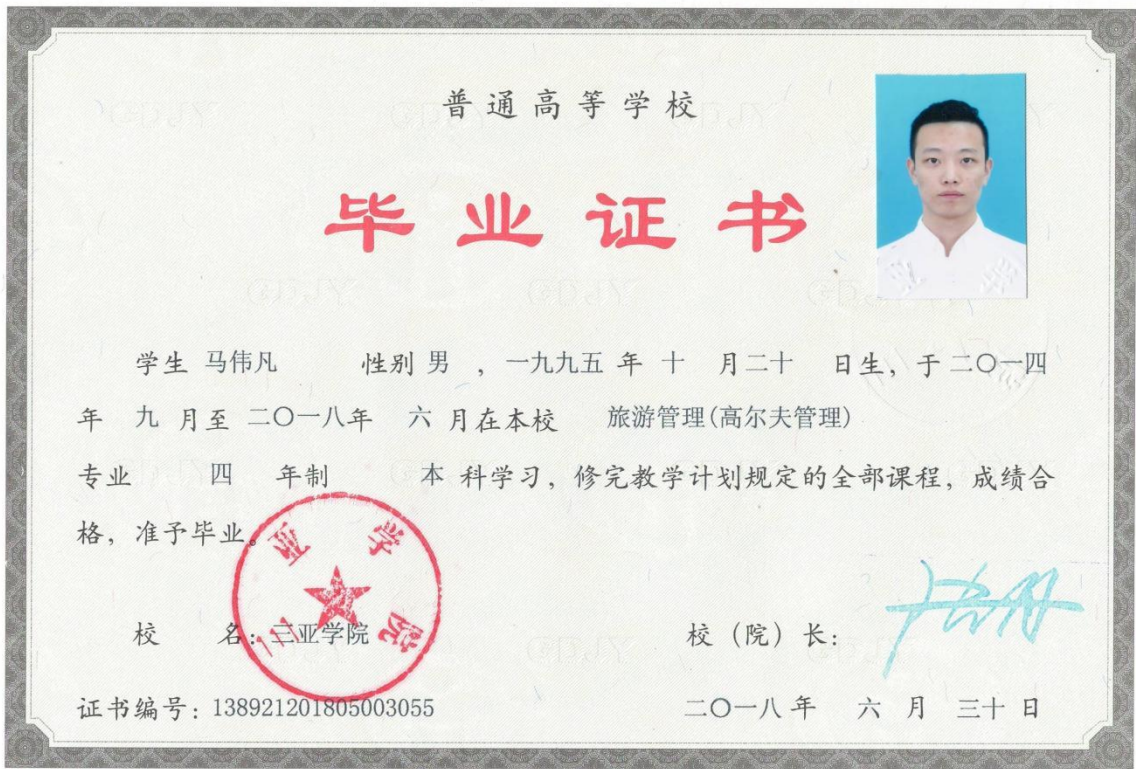 普通高等学校
毕业证书
学生 马伟凡 性别 男 ，一九九五 年 十 月二十 日生，于 二〇一四
年 九 月至 二〇一八年 六 月在本校 旅游管理(高尔夫管理)
专业 四 年制 本 科学习，修完教学计划规定的全部课程，成绩合
格，准予毕业。
三亚学院
校 名：三亚学院 校（院）长：
证书编号：138921201805003055 二〇一八 年 六 月 三十 日